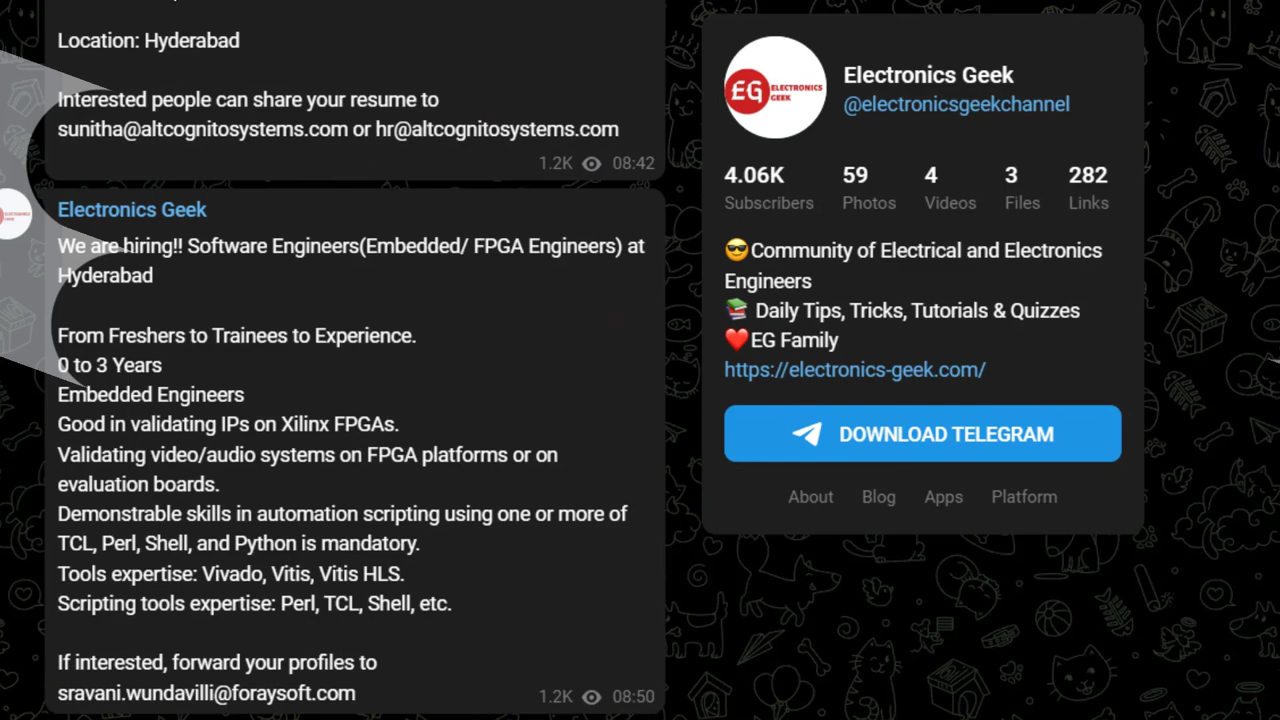 Location: Hyderabad
Interested people can share your resume to
sunitha@altcognitosystems.com or hr@altcognitosystems.com
1.2K 08:42
Electronics Geek
We are hiring!! Software Engineers(Embedded/ FPGA Engineers) at
Hyderabad
From Freshers to Trainees to Experience.
0 to 3 Years
Embedded Engineers
Good in validating IPs on Xilinx FPGAs.
Validating video/audio systems on FPGA platforms or on
evaluation boards.
Demonstrable skills in automation scripting using one or more of
TCL, Perl, Shell, and Python is mandatory.
Tools expertise: Vivado, Vitis, Vitis HLS.
Scripting tools expertise: Perl, TCL, Shell, etc.
If interested, forward your profiles to
sravani.wundavilli@foraysoft.com
1.2K 08:50
EG ELECTRONICS
GEEK
Electronics Geek
@electronicsgeekchannel
4.06K 59 4 3 282
Subscribers Photos Videos Files Links
😎Community of Electrical and Electronics
Engineers
📚 Daily Tips, Tricks, Tutorials & Quizzes
❤️EG Family
https://electronics-geek.com/
DOWNLOAD TELEGRAM
About Blog Apps Platform